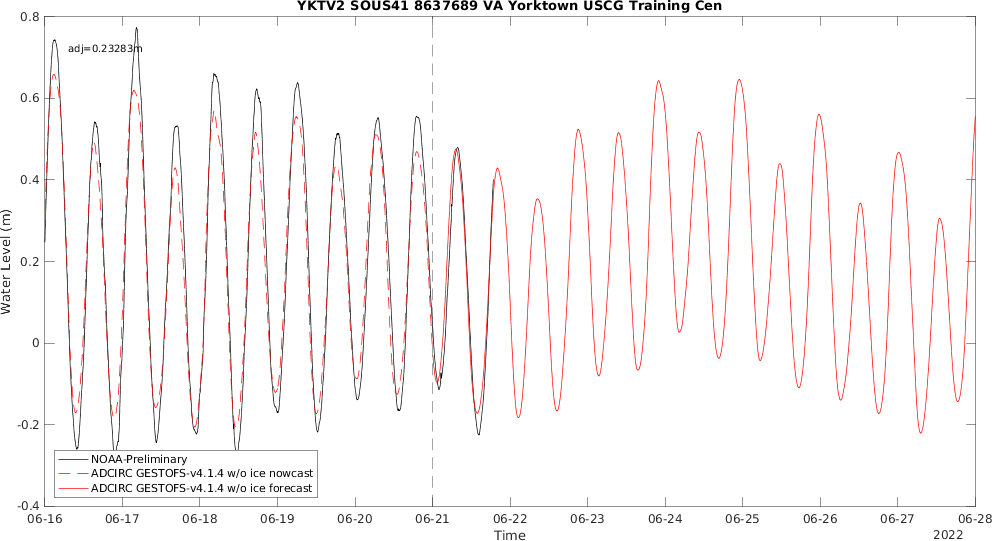 YKTV2 SOUS41 8637689 VA Yorktown USCG Training Cen
adj=0.23283m
Water Level (m)
0.8
0.6
0.4
0.2
0
-0.2
-0.4
NOAA-Preliminary
ADCIRC GESTOFS-v4.1.4 w/o ice nowcast
ADCIRC GESTOFS-v4.1.4 w/o ice forecast
06-16 06-17 06-18 06-19 06-20 06-21 06-22 06-23 06-24 06-25 06-26 06-27 06-28
Time
2022